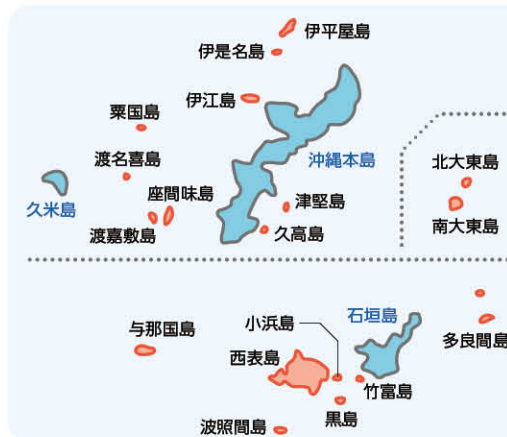 伊平屋島
伊是名島
伊江島
粟国島
沖縄本島
渡名喜島
北大東島
座間味島
久米島
津堅島
南大東島
渡嘉敷島
久高島
小浜島
石垣島
与那国島
多良間島
西表島
竹富島
黒島
波照間島